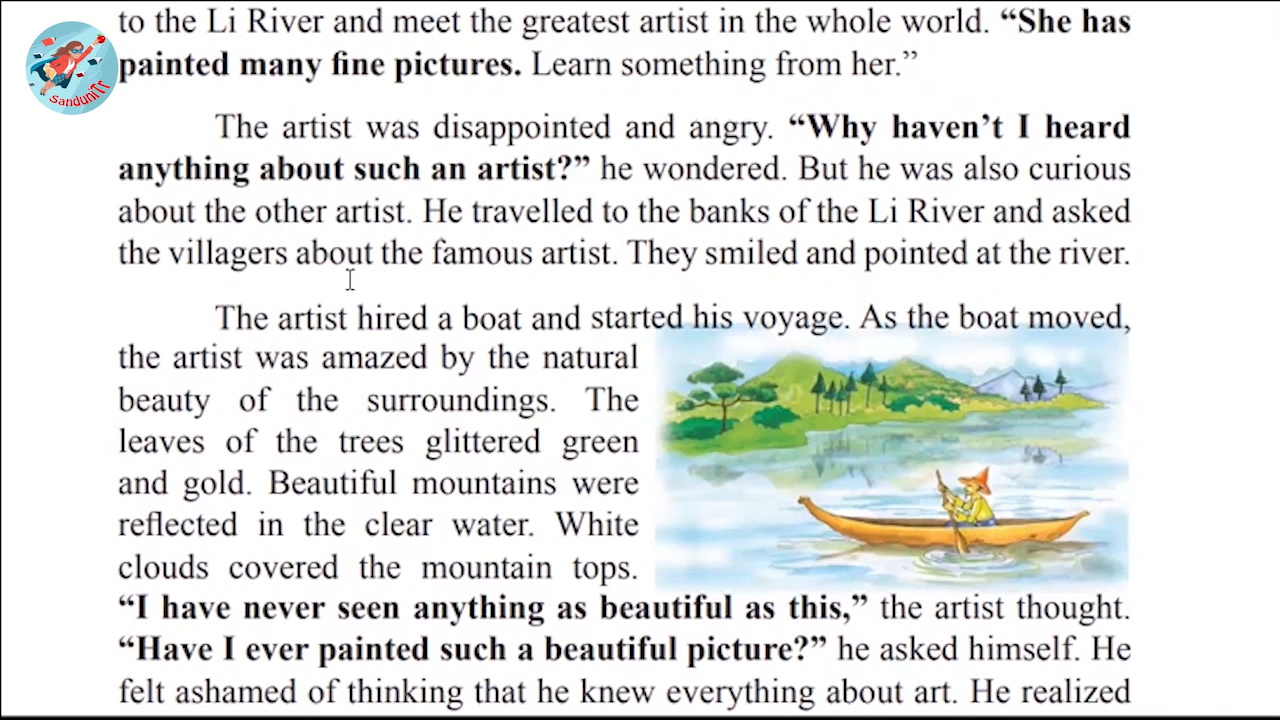 to the Li River and meet the greatest artist in the whole world. “She has
painted many fine pictures. Learn something from her.”
The artist was disappointed and angry. “Why haven’t I heard
anything about such an artist?” he wondered. But he was also curious
about the other artist. He travelled to the banks of the Li River and asked
the villagers about the famous artist. They smiled and pointed at the river.
The artist hired a boat and started his voyage. As the boat moved,
the artist was amazed by the natural
beauty of the surroundings. The
leaves of the trees glittered green
and gold. Beautiful mountains were
reflected in the clear water. White
clouds covered the mountain tops.
“I have never seen anything as beautiful as this,” the artist thought.
“Have I ever painted such a beautiful picture?” he asked himself. He
felt ashamed of thinking that he knew everything about art. He realized
SanduniTr